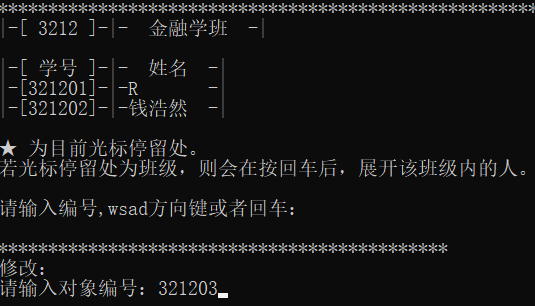 ******************************************************
|-[ 3212 ]-|-  金融学班  -|
|-[ 学号 ]-|-  姓名  -|
|-[321201]-|-R       -|
|-[321202]-|-钱浩然  -|
★ 为目前光标停留处。
若光标停留处为班级，则会在按回车后，展开该班级内的人。
请输入编号,wsad方向键或者回车:
*********************************************
修改:
请输入对象编号: 321203